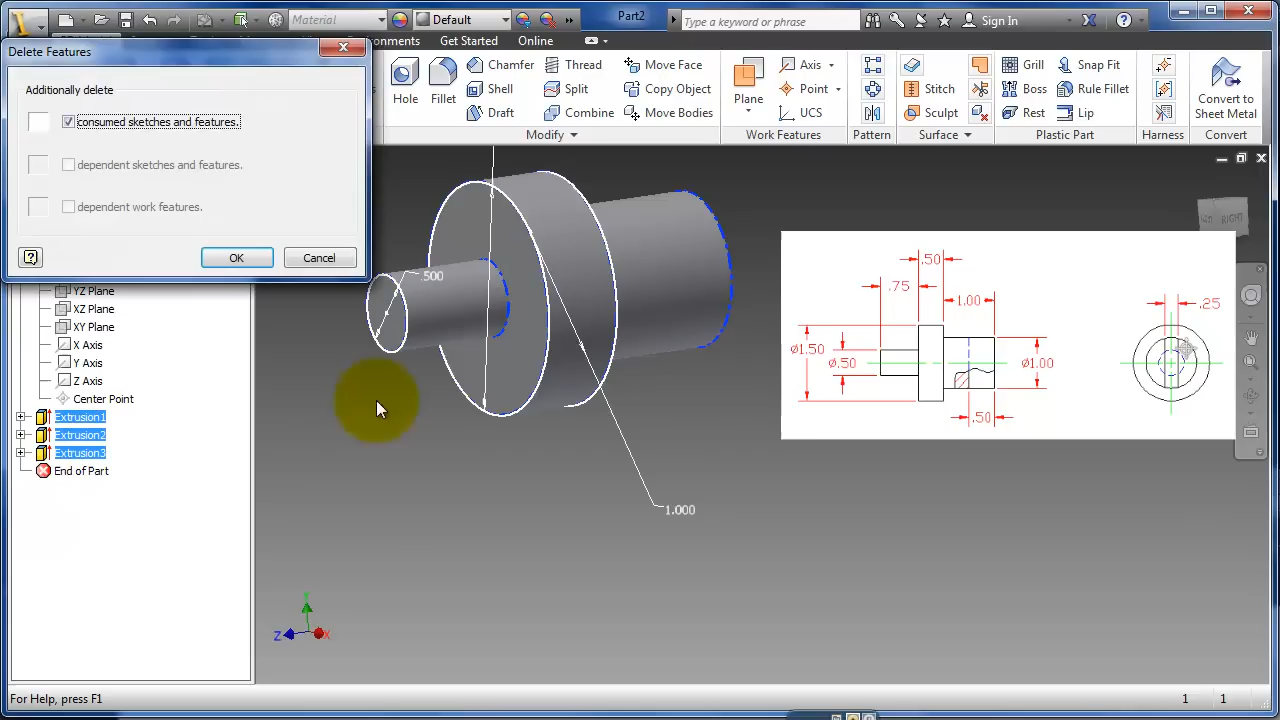 Material
Default
Part2
Type a keyword or phrase
Sign In
Delete Features
vironments
Get Started
Online
Additionally delete
consumed sketches and features.
dependent sketches and features.
dependent work features.
OK
Cancel
Hole
Fillet
Chamfer
Shell
Draft
Thread
Split
Combine
Move Face
Copy Object
Move Bodies
Modify
Plane
Axis
Point
UCS
Work Features
Pattern
Stitch
Sculpt
Patch
Surface
Grill
Boss
Rest
Snap Fit
Rule Fillet
Lip
Plastic Part
Harness
Convert to
Sheet Metal
Convert
YZ Plane
XZ Plane
XY Plane
X Axis
Y Axis
Z Axis
Center Point
Extrusion1
Extrusion2
Extrusion3
End of Part
.500
1.000
RIGHT
.50
.75
1.00
.25
Ø1.50
Ø.50
Ø1.00
.50
Y
Z
X
For Help, press F1
1
1